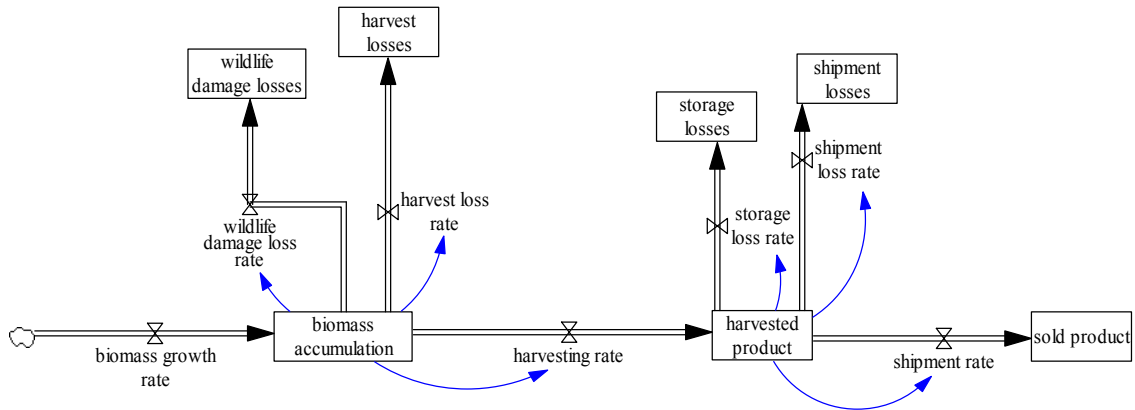 harvest
losses
wildlife
damage losses
shipment
losses
storage
losses
shipment
loss rate
harvest loss
rate
storage
loss rate
wildlife
damage loss
rate
biomass
accumulation
harvested
product
sold product
biomass growth
rate
harvesting rate
shipment rate